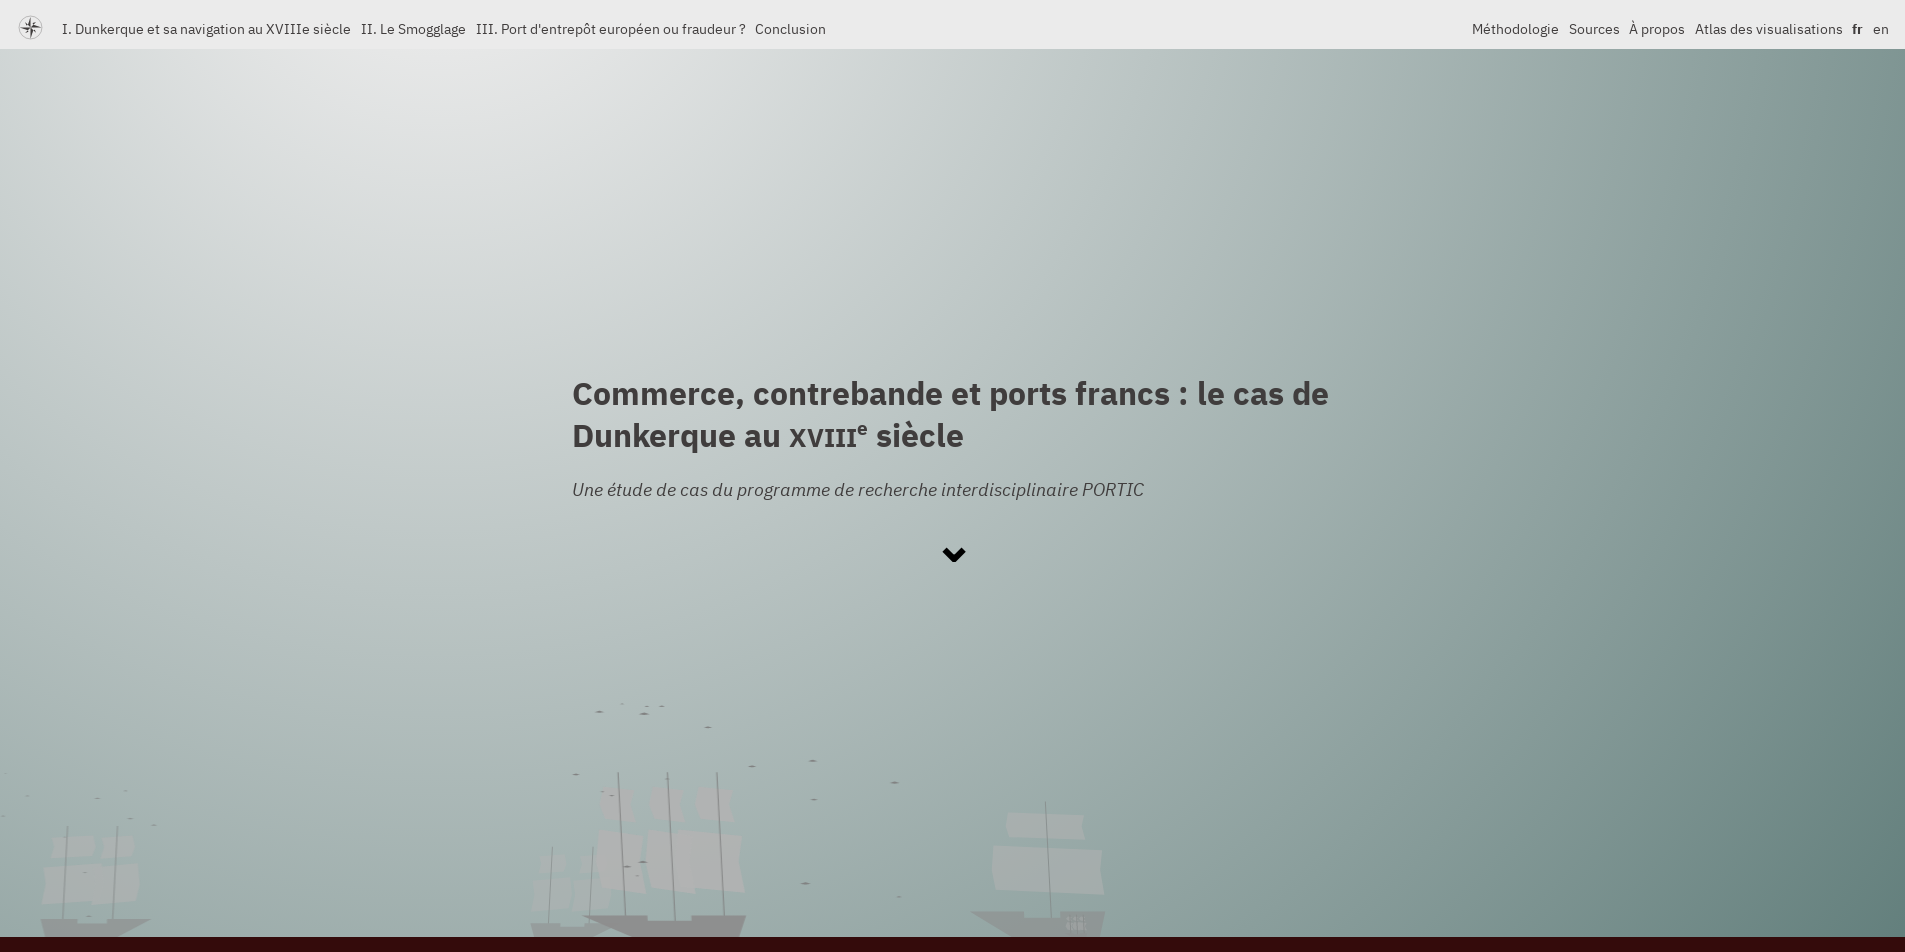 I. Dunkerque et sa navigation au XVIIIe siècle II. Le Smogglage III. Port d'entrepôt européen ou fraudeur ? Conclusion Méthodologie Sources À propos Atlas des visualisations fr en
Commerce, contrebande et ports francs : le cas de
Dunkerque au XVIIIe siècle
Une étude de cas du programme de recherche interdisciplinaire PORTIC